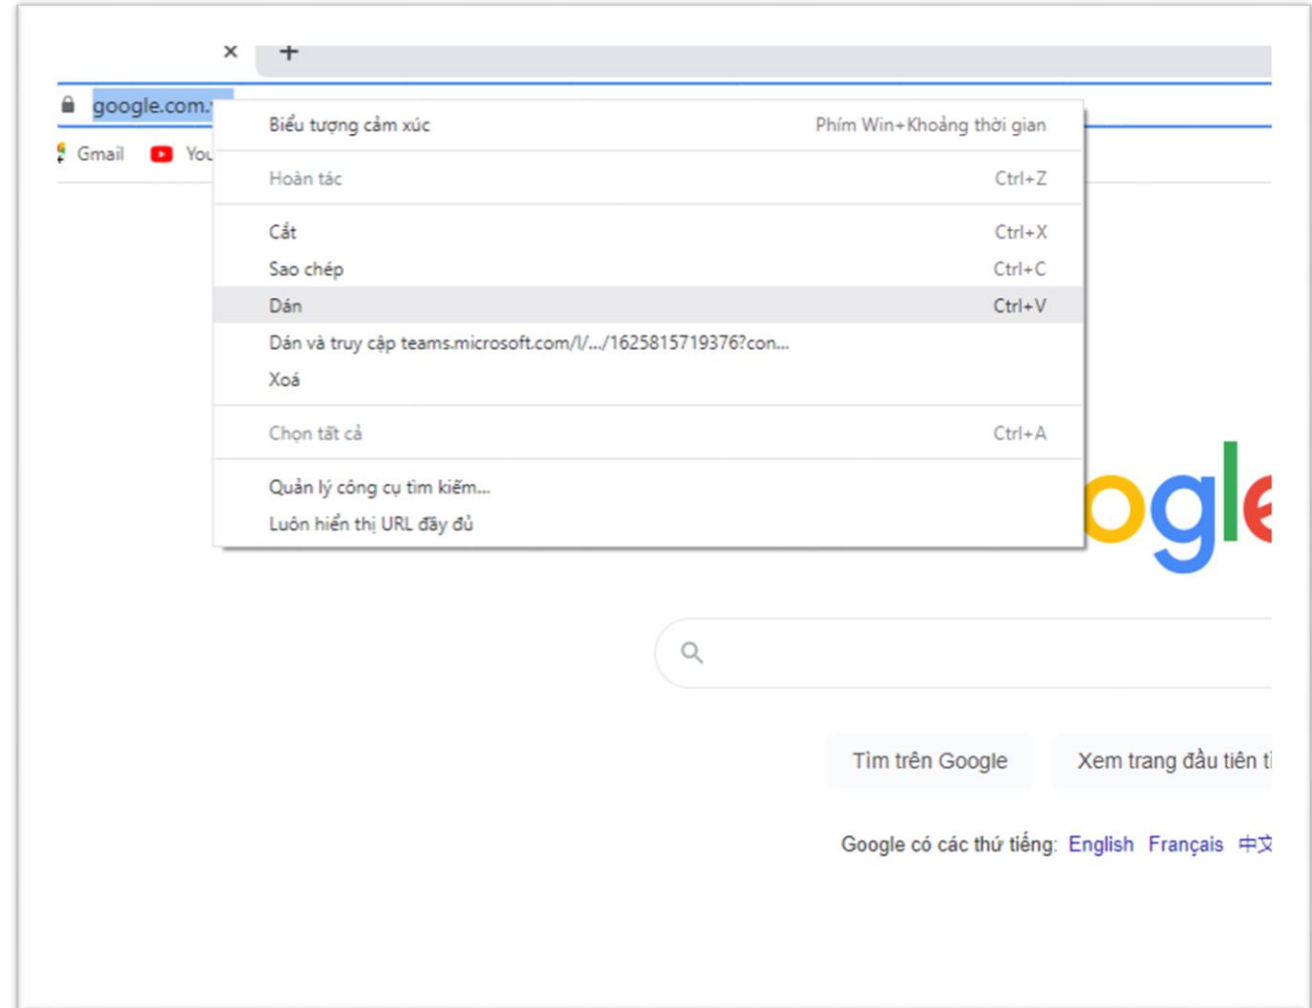 × +
google.com.
Gmail You
Biểu tượng cảm xúc Phím Win+Khoảng thời gian
Hoàn tác Ctrl+Z
Cắt Ctrl+X
Sao chép Ctrl+C
Dán Ctrl+V
Dán và truy cập teams.microsoft.com/l/.../1625815719376?con...
Xoá
Chọn tất cả Ctrl+A
Quản lý công cụ tìm kiếm...
Luôn hiển thị URL đầy đủ
ogle
Tìm trên Google Xem trang đầu tiên tì
Google có các thứ tiếng: English Français 中文